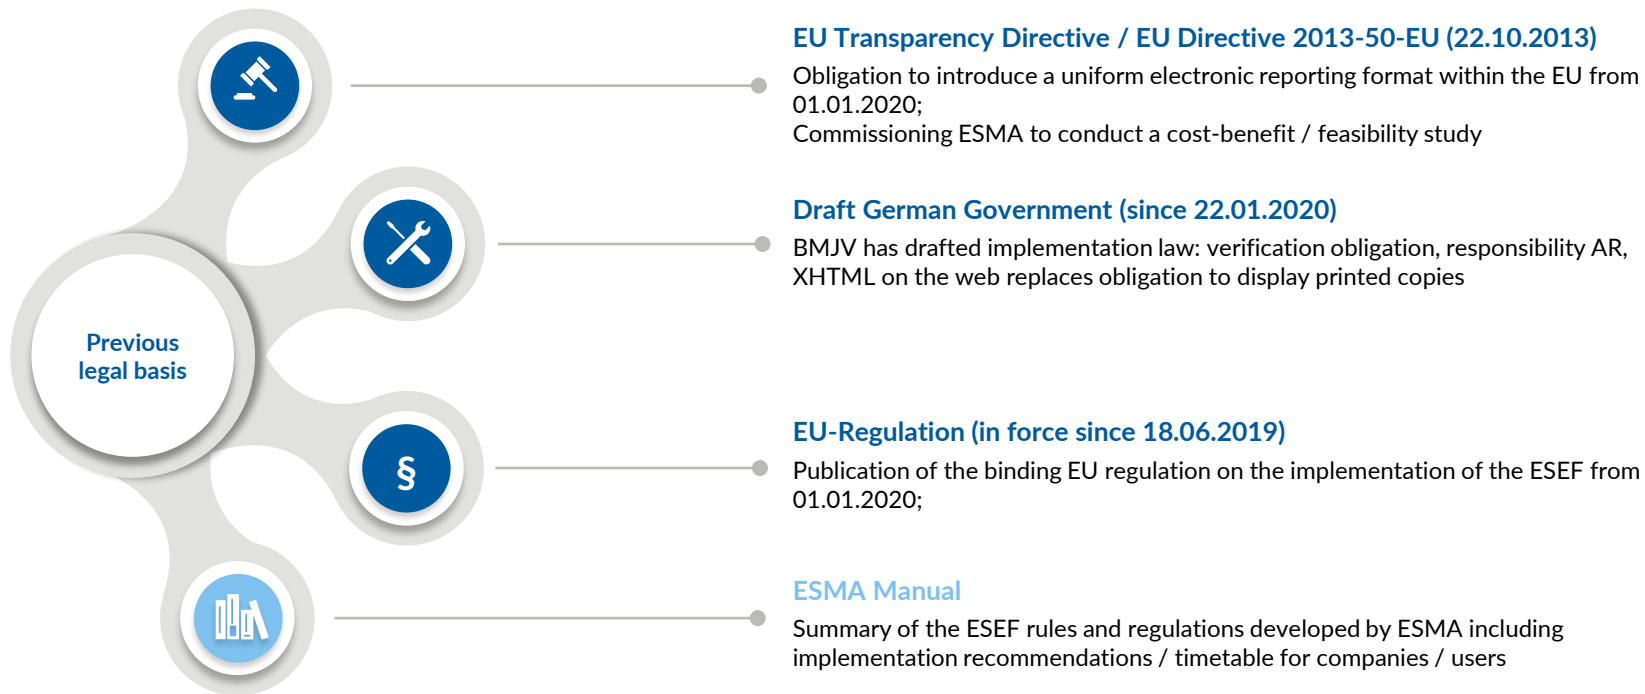 EU Transparency Directive / EU Directive 2013-50-EU (22.10.2013)
Obligation to introduce a uniform electronic reporting format within the EU from
01.01.2020;
Commissioning ESMA to conduct a cost-benefit / feasibility study
Draft German Government (since 22.01.2020)
BMJV has drafted implementation law: verification obligation, responsibility AR,
XHTML on the web replaces obligation to display printed copies
Previous
legal basis
EU-Regulation (in force since 18.06.2019)
§
Publication of the binding EU regulation on the implementation of the ESEF from
01.01.2020;
ESMA Manual
Summary of the ESEF rules and regulations developed by ESMA including
implementation recommendations / timetable for companies / users